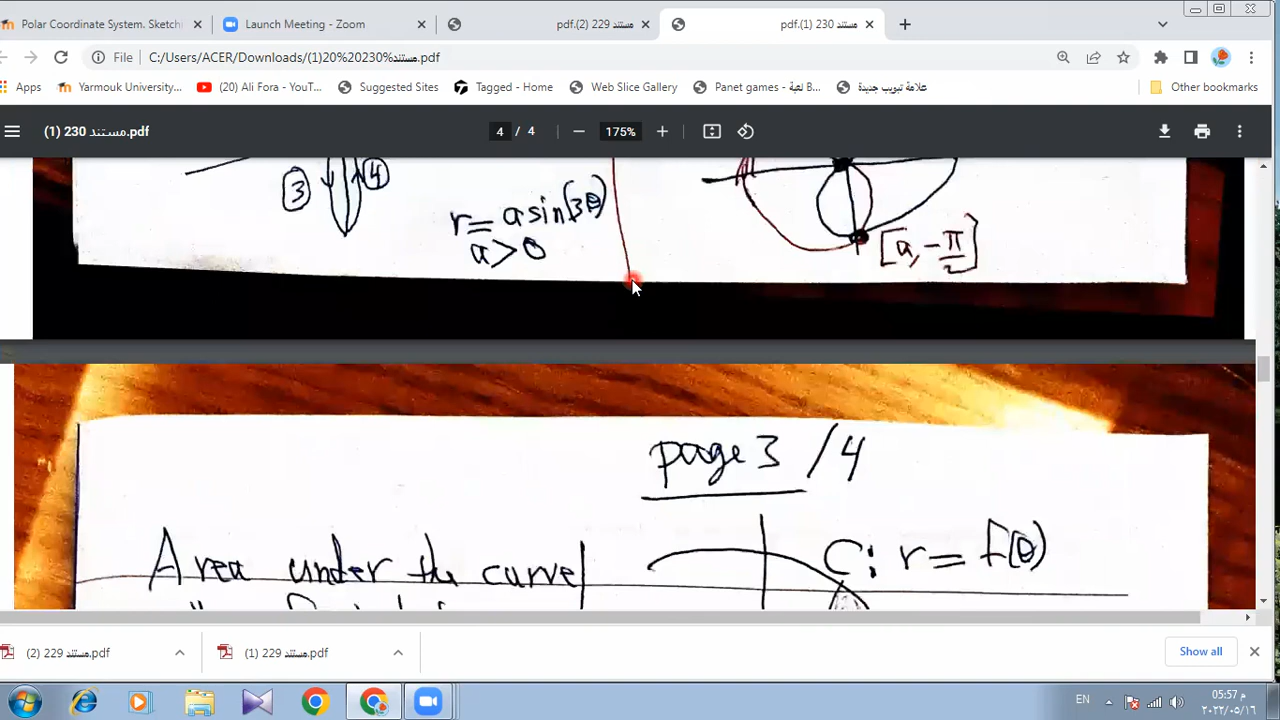 Polar Coordinate System. Sketchi
Launch Meeting - Zoom
مستند 229 (2).pdf
مستند 230 (1).pdf
File
C:/Users/ACER/Downloads/(1)20%20230%مستند.pdf
Apps
Yarmouk University...
(20) Ali Fora - YouT...
Suggested Sites
Tagged - Home
Web Slice Gallery
Panet games - لعبة B...
علامة تبويب جديدة
Other bookmarks
مستند 230 (1).pdf
4 / 4
175%
3
4
r = a sin(3θ)
a > 0
[a, -π/2]
page 3 / 4
Area under the curve
C: r = f(θ)
مستند 229 (2).pdf
مستند 229 (1).pdf
Show all
EN
05:57 م
٢٠٢٢/٠٥/١٦